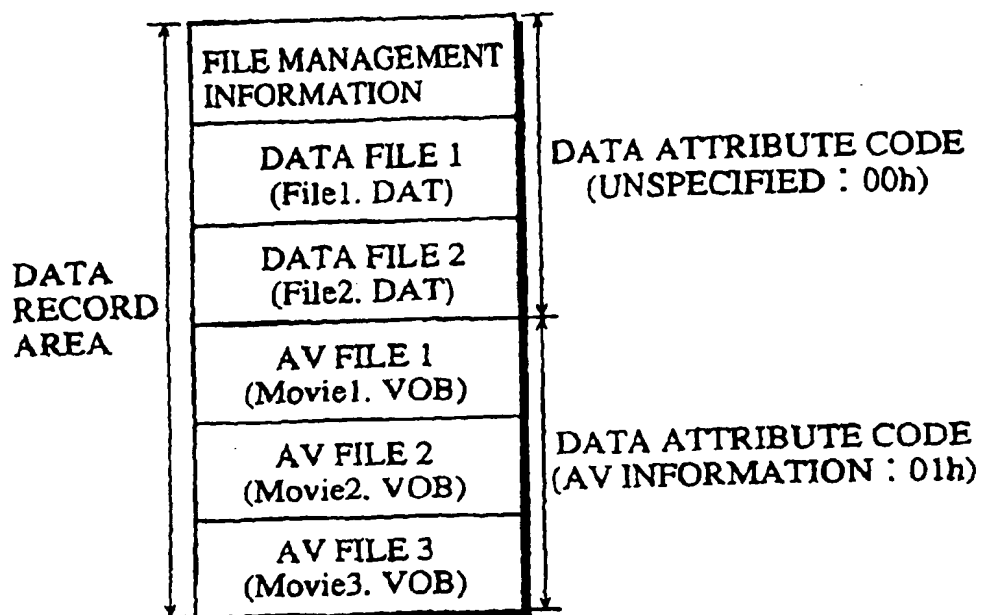 FILE MANAGEMENT
INFORMATION
DATA FILE 1
(File1. DAT)
DATA FILE 2
(File2. DAT)
AV FILE 1
(Movie1. VOB)
AV FILE 2
(Movie2. VOB)
AV FILE 3
(Movie3. VOB)
DATA
RECORD
AREA
DATA ATTRIBUTE CODE
(UNSPECIFIED : 00h)
DATA ATTRIBUTE CODE
(AV INFORMATION : 01h)